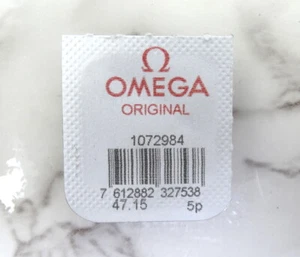 Ω
OMEGA
ORIGINAL
1072984
7 612882 327538
47.15 5p